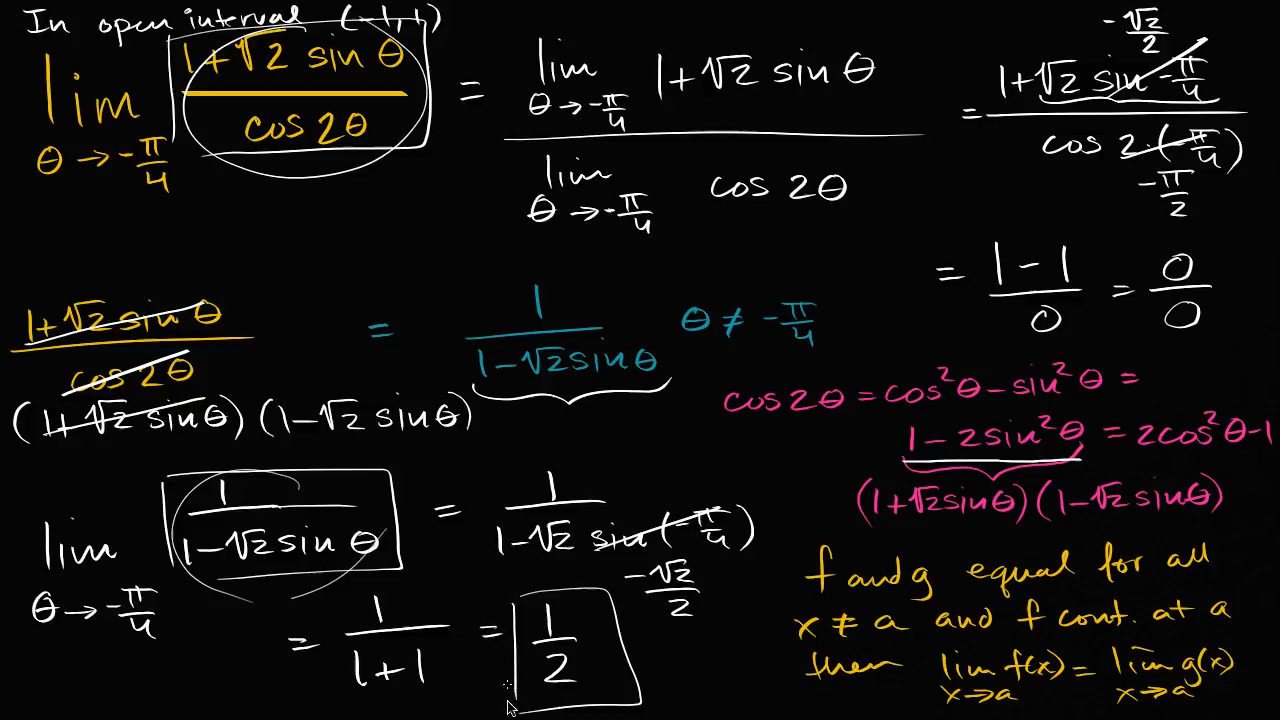 In open interval (-1,1)
lim θ → -π/4 (1+√2 sin θ)/(cos 2θ) = (lim θ → -π/4 1+√2 sin θ)/(lim θ → -π/4 cos 2θ) = (1+√2 sin -π/4)/(cos 2·(-π/4))
-√2/2
-π/2
= (1-1)/0 = 0/0
(1+√2 sin θ)/(cos 2θ) = 1/(1-√2 sin θ) θ ≠ -π/4
(1+√2 sin θ)(1-√2 sin θ)
cos 2θ = cos²θ - sin²θ =
1 - 2sin²θ = 2cos²θ-1
(1+√2sinθ)(1-√2sinθ)
lim θ → -π/4 1/(1-√2 sin θ) = 1/(1-√2 sin(-π/4))
-√2/2
= 1/(1+1) = 1/2
f and g equal for all
x ≠ a and f cont. at a
then lim x→a f(x) = lim x→a g(x)